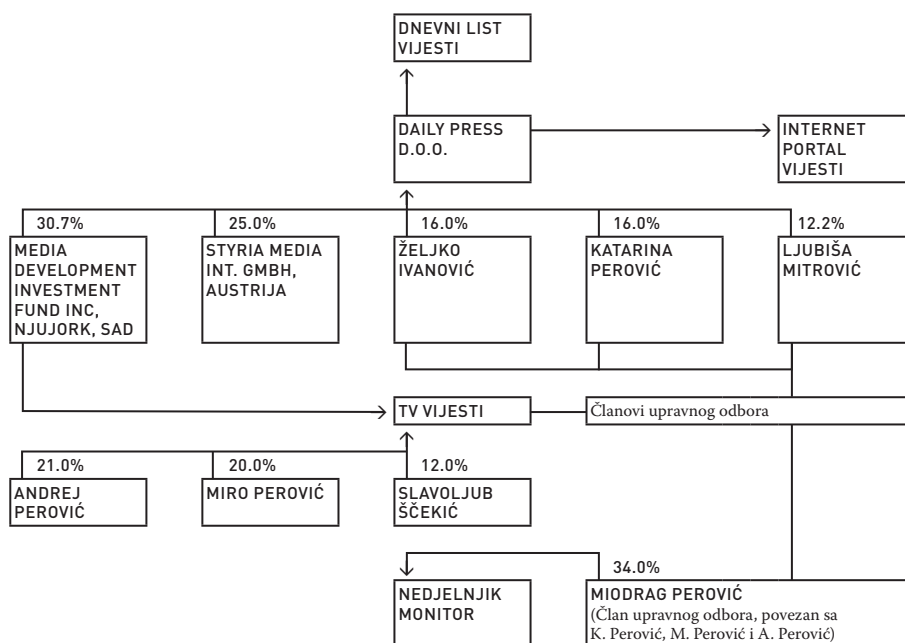 DNEVNI LIST
VIJESTI
DAILY PRESS
D.O.O.
INTERNET
PORTAL
VIJESTI
30.7%
MEDIA
DEVELOPMENT
INVESTMENT
FUND INC,
NJUJORK, SAD
25.0%
STYRIA MEDIA
INT. GMBH,
AUSTRIJA
16.0%
ŽELJKO
IVANOVIĆ
16.0%
KATARINA
PEROVIĆ
12.2%
LJUBIŠA
MITROVIĆ
TV VIJESTI
Članovi upravnog odbora
21.0%
ANDREJ
PEROVIĆ
20.0%
MIRO PEROVIĆ
12.0%
SLAVOLJUB
ŠČEKIĆ
NEDJELNJIK
MONITOR
34.0%
MIODRAG PEROVIĆ
(Član upravnog odbora, povezan sa
K. Perović, M. Perović i A. Perović)